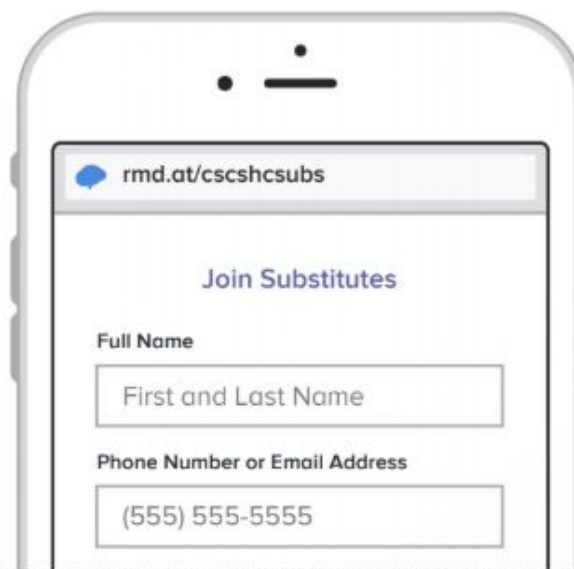 rmd.at/cscshcsubs
Join Substitutes
Full Name
First and Last Name
Phone Number or Email Address
(555) 555-5555